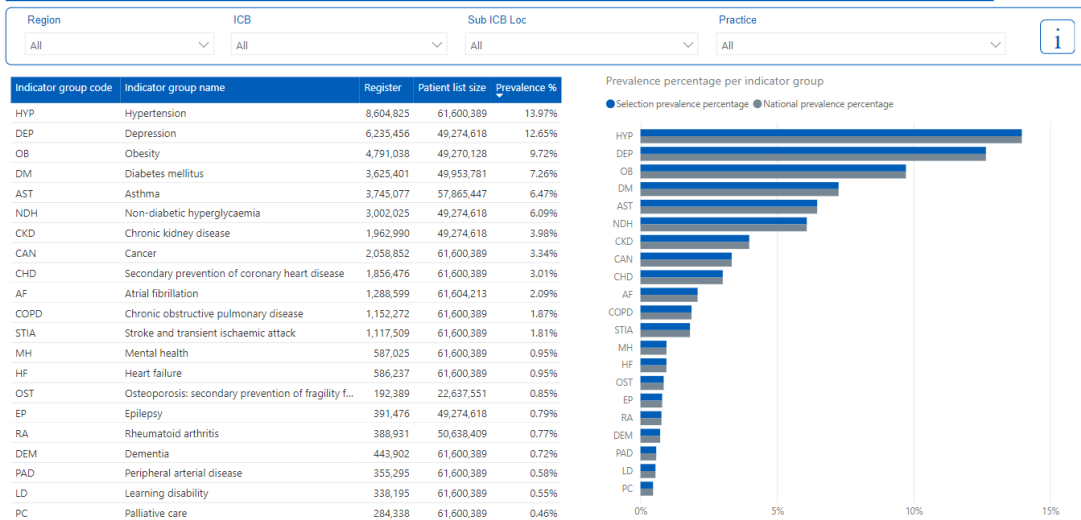 Region ICB Sub ICB Loc Practice
All All All All
i
Indicator group code Indicator group name Register Patient list size Prevalence %
HYP Hypertension 8,604,825 61,600,389 13.97%
DEP Depression 6,235,456 49,274,618 12.65%
OB Obesity 4,791,038 49,270,128 9.72%
DM Diabetes mellitus 3,625,401 49,953,781 7.26%
AST Asthma 3,745,077 57,865,447 6.47%
NDH Non-diabetic hyperglycaemia 3,002,025 49,274,618 6.09%
CKD Chronic kidney disease 1,962,990 49,274,618 3.98%
CAN Cancer 2,058,852 61,600,389 3.34%
CHD Secondary prevention of coronary heart disease 1,856,476 61,600,389 3.01%
AF Atrial fibrillation 1,288,599 61,604,213 2.09%
COPD Chronic obstructive pulmonary disease 1,152,272 61,600,389 1.87%
STIA Stroke and transient ischaemic attack 1,117,509 61,600,389 1.81%
MH Mental health 587,025 61,600,389 0.95%
HF Heart failure 586,237 61,600,389 0.95%
OST Osteoporosis: secondary prevention of fragility f... 192,389 22,637,551 0.85%
EP Epilepsy 391,476 49,274,618 0.79%
RA Rheumatoid arthritis 388,931 50,638,409 0.77%
DEM Dementia 443,902 61,600,389 0.72%
PAD Peripheral arterial disease 355,295 61,600,389 0.58%
LD Learning disability 338,195 61,600,389 0.55%
PC Palliative care 284,338 61,600,389 0.46%
Prevalence percentage per indicator group
Selection prevalence percentage National prevalence percentage
HYP
DEP
OB
DM
AST
NDH
CKD
CAN
CHD
AF
COPD
STIA
MH
HF
OST
EP
RA
DEM
PAD
LD
PC
0% 5% 10% 15%